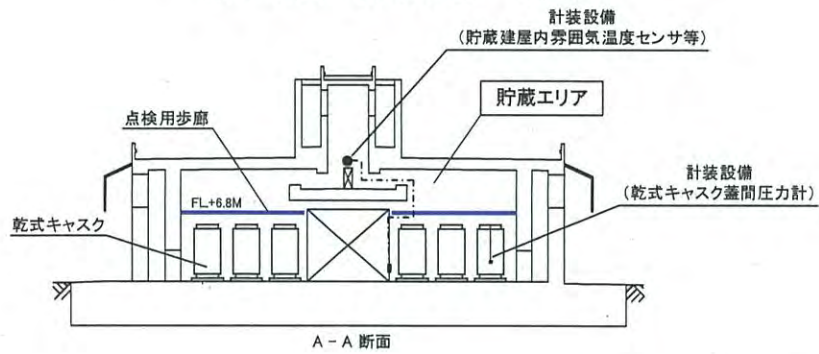 計装設備
(貯蔵建屋内雰囲気温度センサ等)
貯蔵エリア
点検用歩廊
計装設備
(乾式キャスク蓋間圧力計)
FL+6.8M
乾式キャスク
A-A 断面